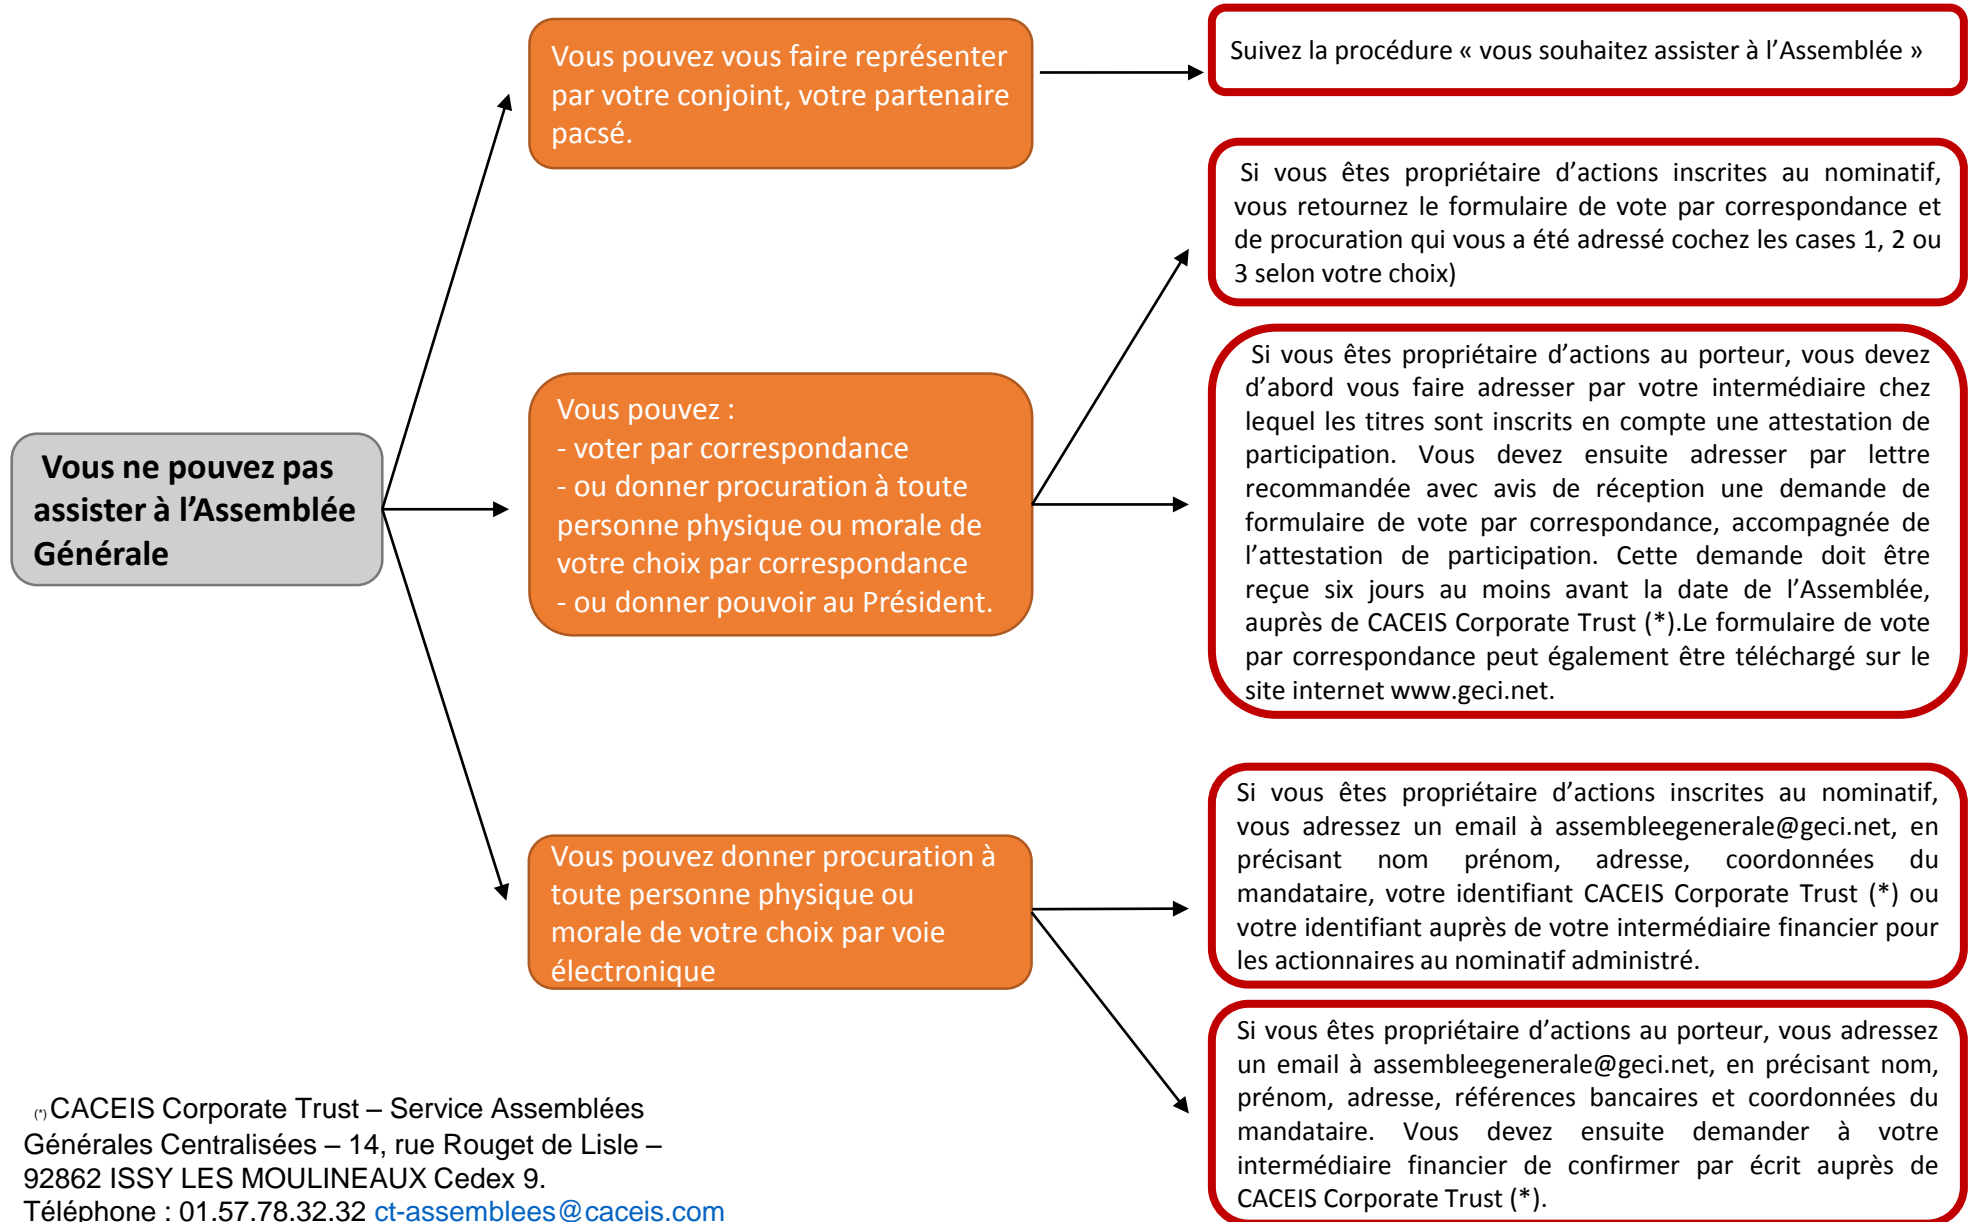 Vous ne pouvez pas
assister à l’Assemblée
Générale
Vous pouvez vous faire représenter
par votre conjoint, votre partenaire
pacsé.
Suivez la procédure « vous souhaitez assister à l’Assemblée »
Vous pouvez :
- voter par correspondance
- ou donner procuration à toute
personne physique ou morale de
votre choix par correspondance
- ou donner pouvoir au Président.
Si vous êtes propriétaire d’actions inscrites au nominatif,
vous retournez le formulaire de vote par correspondance et
de procuration qui vous a été adressé cochez les cases 1, 2 ou
3 selon votre choix)
Si vous êtes propriétaire d’actions au porteur, vous devez
d’abord vous faire adresser par votre intermédiaire chez
lequel les titres sont inscrits en compte une attestation de
participation. Vous devez ensuite adresser par lettre
recommandée avec avis de réception une demande de
formulaire de vote par correspondance, accompagnée de
l’attestation de participation. Cette demande doit être
reçue six jours au moins avant la date de l’Assemblée,
auprès de CACEIS Corporate Trust (*).Le formulaire de vote
par correspondance peut également être téléchargé sur le
site internet www.geci.net.
Vous pouvez donner procuration à
toute personne physique ou
morale de votre choix par voie
électronique
Si vous êtes propriétaire d’actions inscrites au nominatif,
vous adressez un email à assembleegenerale@geci.net, en
précisant nom prénom, adresse, coordonnées du
mandataire, votre identifiant CACEIS Corporate Trust (*) ou
votre identifiant auprès de votre intermédiaire financier pour
les actionnaires au nominatif administré.
Si vous êtes propriétaire d’actions au porteur, vous adressez
un email à assembleegenerale@geci.net, en précisant nom,
prénom, adresse, références bancaires et coordonnées du
mandataire. Vous devez ensuite demander à votre
intermédiaire financier de confirmer par écrit auprès de
CACEIS Corporate Trust (*).
(*) CACEIS Corporate Trust – Service Assemblées
Générales Centralisées – 14, rue Rouget de Lisle –
92862 ISSY LES MOULINEAUX Cedex 9.
Téléphone : 01.57.78.32.32 ct-assemblees@caceis.com